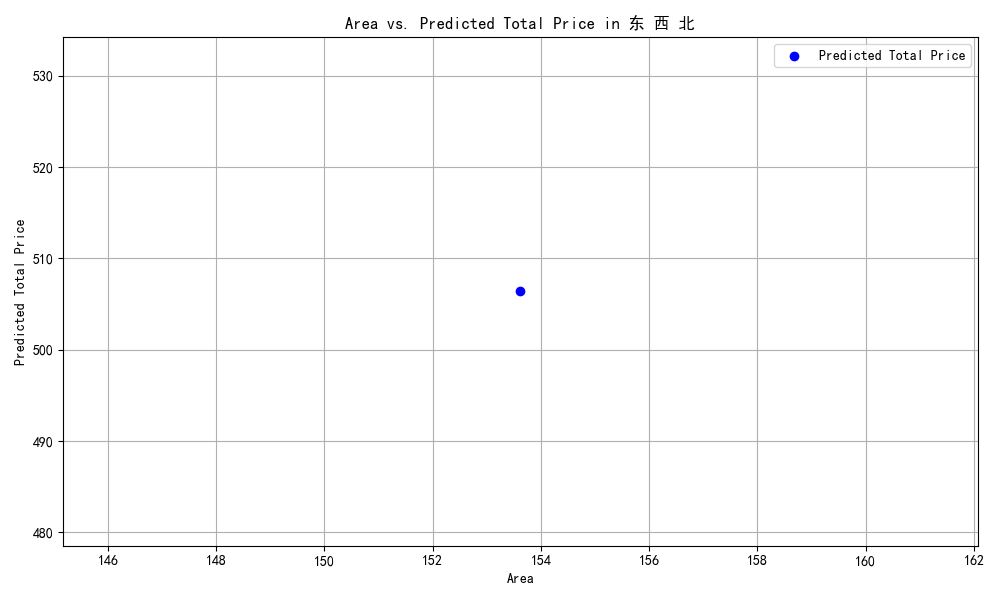 Area vs. Predicted Total Price in 东 西 北
Predicted Total Price
530
520
510
500
490
480
Predicted Total Price
146 148 150 152 154 156 158 160 162
Area